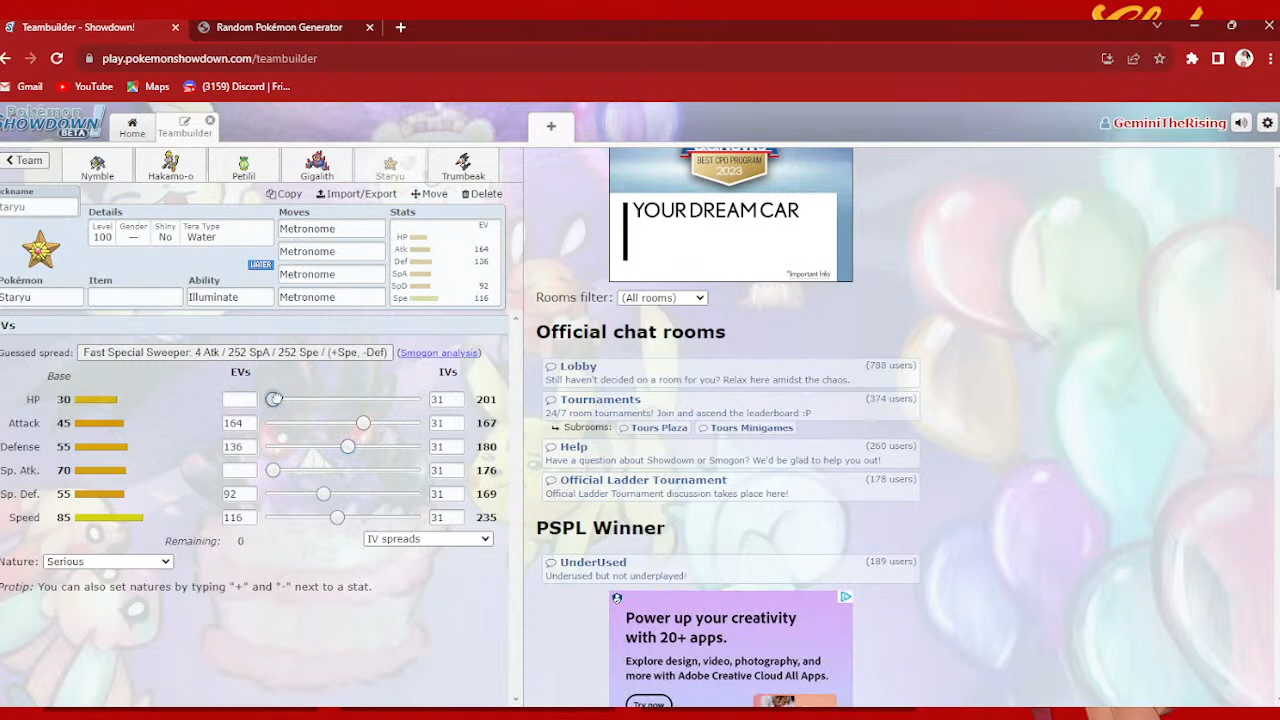 Teambuilder - Showdown!
Random Pokémon Generator
play.pokemonshowdown.com/teambuilder
Gmail
YouTube
Maps
(3159) Discord | Fri...
Pokémon
SHOWDOWN!
BETA
Home
Teambuilder
+
GeminiTheRising
< Team
Nymble
Hakamo-o
Petilil
Gigalith
Staryu
Trumbeak
Copy
Import/Export
Move
Delete
ickname
taryu
Details
Level
100
Gender
—
Shiny
No
Tera Type
Water
WATER
Pokémon
Staryu
Item
Ability
Illuminate
Moves
Metronome
Metronome
Metronome
Metronome
Stats
EV
HP
Atk 164
Def 136
SpA
SpD 92
Spe 116
Vs
Guessed spread: Fast Special Sweeper: 4 Atk / 252 SpA / 252 Spe / (+Spe, -Def) (Smogon analysis)
Base EVs IVs
HP 30 31 201
Attack 45 164 31 167
Defense 55 136 31 180
Sp. Atk. 70 31 176
Sp. Def. 55 92 31 169
Speed 85 116 31 235
Remaining: 0 IV spreads
Nature: Serious
Protip: You can also set natures by typing "+" and "-" next to a stat.
BEST CPO PROGRAM
2023
YOUR DREAM CAR
*Important Info
Rooms filter: (All rooms)
Official chat rooms
Lobby (788 users)
Still haven't decided on a room for you? Relax here amidst the chaos.
Tournaments (374 users)
24/7 room tournaments! Join and ascend the leaderboard :P
Subrooms: Tours Plaza Tours Minigames
Help (260 users)
Have a question about Showdown or Smogon? We'd be glad to help you out!
Official Ladder Tournament (178 users)
Official Ladder Tournament discussion takes place here!
PSPL Winner
UnderUsed (189 users)
Underused but not underplayed!
Power up your creativity
with 20+ apps.
Explore design, video, photography, and
more with Adobe Creative Cloud All Apps.
Try now